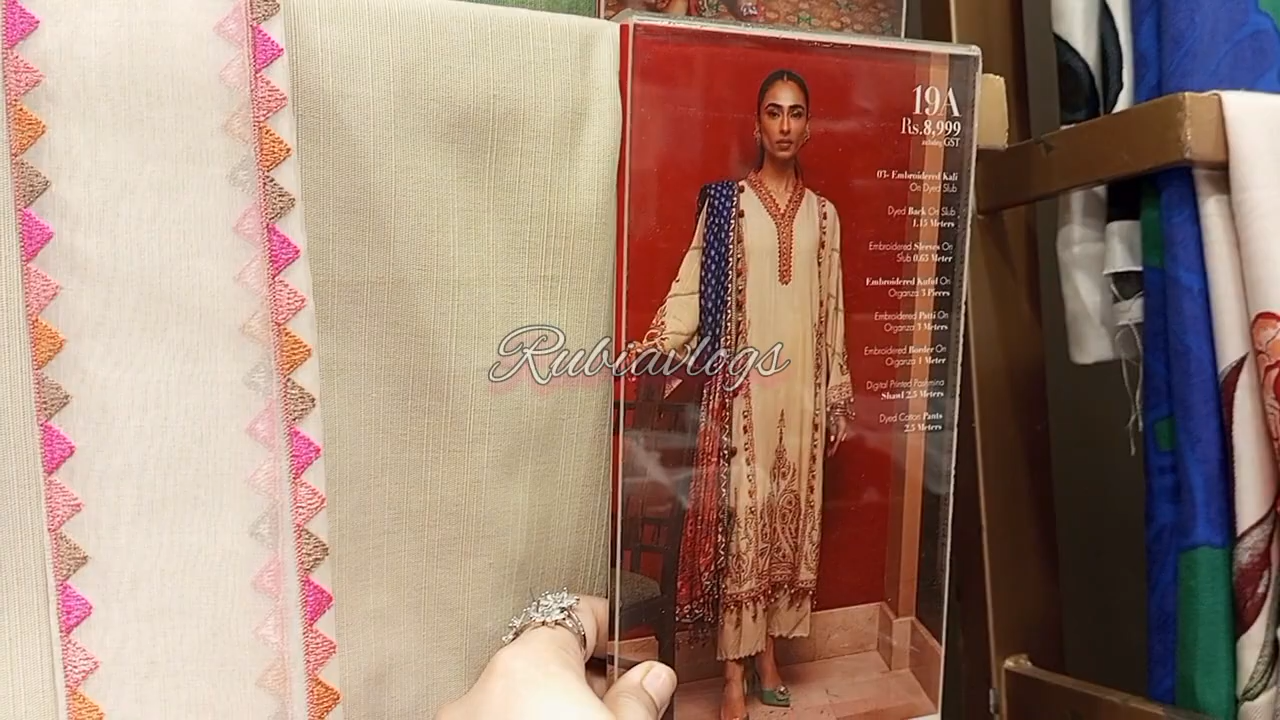 19A
Rs.8,999
including GST
03- Embroidered Kali
On Dyed Slub
Dyed Back On Slub
1.15 Meters
Embroidered Sleeves On
Slub 0.65 Meter
Embroidered Kaful On
Organza 3 Pieces
Embroidered Patti On
Organza 3 Meters
Embroidered Border On
Organza 1 Meter
Digital Printed Pashmina
Shawl 2.5 Meters
Dyed Cotton Pants
2.5 Meters
Rubiavlogs